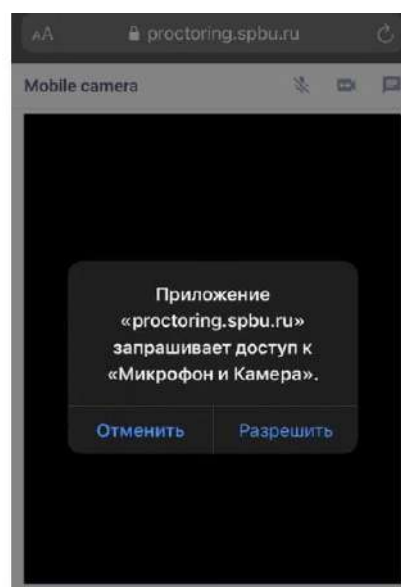 AA proctoring.spbu.ru
Mobile camera
Приложение
«proctoring.spbu.ru»
запрашивает доступ к
«Микрофон и Камера».
Отменить Разрешить